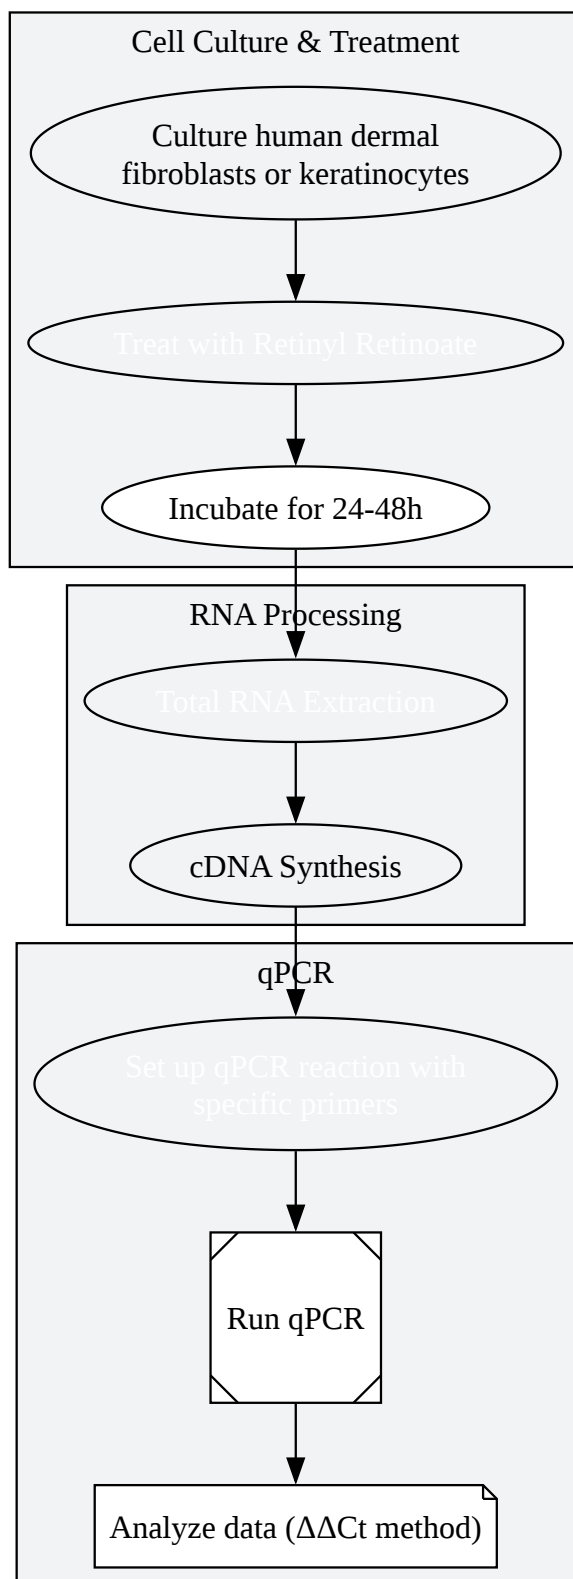 Cell Culture & Treatment
Culture human dermal
fibroblasts or keratinocytes
Treat with Retinyl Retinoate
Incubate for 24-48h
RNA Processing
Total RNA Extraction
cDNA Synthesis
qPCR
Set up qPCR reaction with
specific primers
Run qPCR
Analyze data (ΔΔCt method)